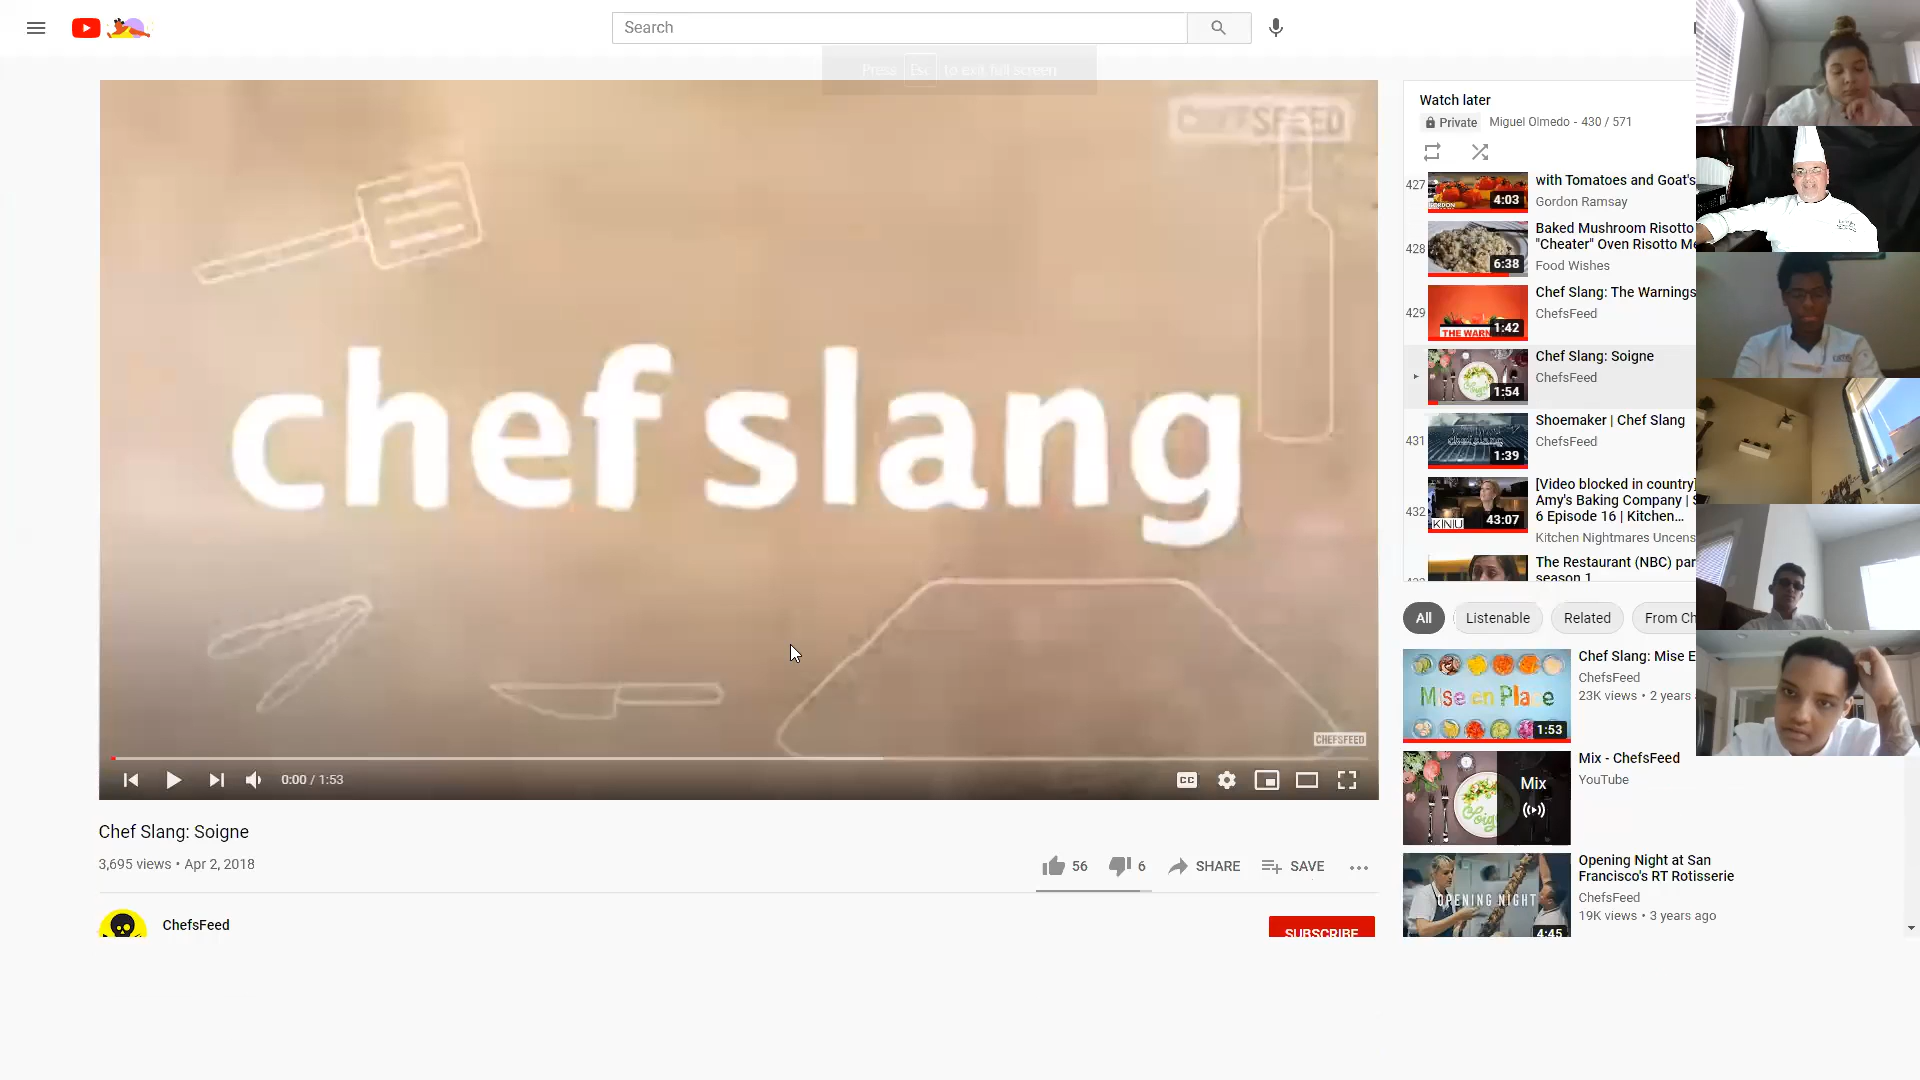 Search
Press Esc to exit full screen
CHEFSFEED
chef slang
CHEFSFEED
0:00 / 1:53
CC
Chef Slang: Soigne
3,695 views • Apr 2, 2018
56
6
SHARE
SAVE
ChefsFeed
SUBSCRIBE
Watch later
Private
Miguel Olmedo - 430 / 571
427
4:03
with Tomatoes and Goat's
Gordon Ramsay
428
6:38
Baked Mushroom Risotto
"Cheater" Oven Risotto Me
Food Wishes
429
THE WARN
1:42
Chef Slang: The Warnings
ChefsFeed
1:54
Chef Slang: Soigne
ChefsFeed
431
chefslang
1:39
Shoemaker | Chef Slang
ChefsFeed
432
43:07
[Video blocked in country]
Amy's Baking Company | S
6 Episode 16 | Kitchen...
Kitchen Nightmares Uncens
The Restaurant (NBC) par
season 1
All
Listenable
Related
From Ch
Mise en Place
1:53
Chef Slang: Mise E
ChefsFeed
23K views • 2 years
Mix
Mix - ChefsFeed
YouTube
OPENING NIGHT
4:45
Opening Night at San
Francisco's RT Rotisserie
ChefsFeed
19K views • 3 years ago